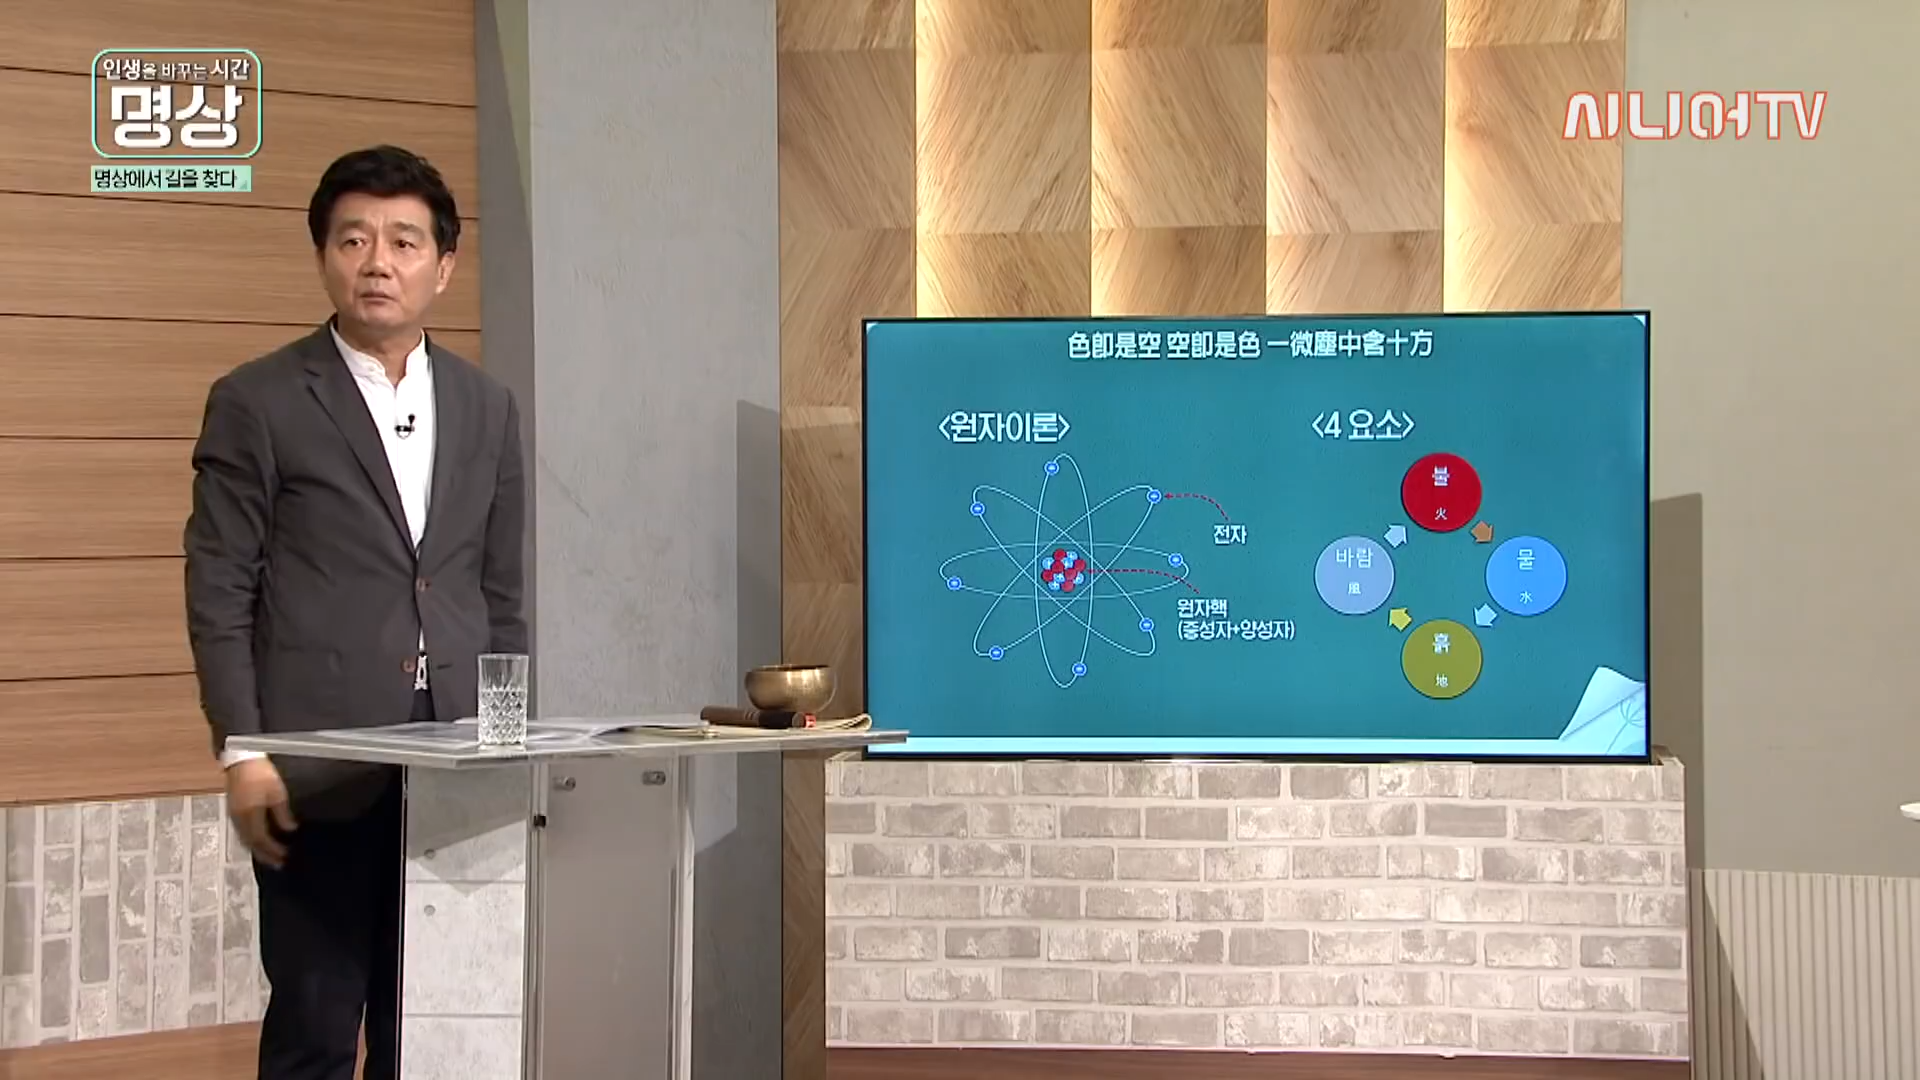 인생을 바꾸는 시간
명상
명상에서 길을 찾다
시니어TV
色卽是空 空卽是色 一微塵中含十方
<원자이론>
전자
원자핵
(중성자+양성자)
<4 요소>
불
火
바람
風
물
水
흙
地